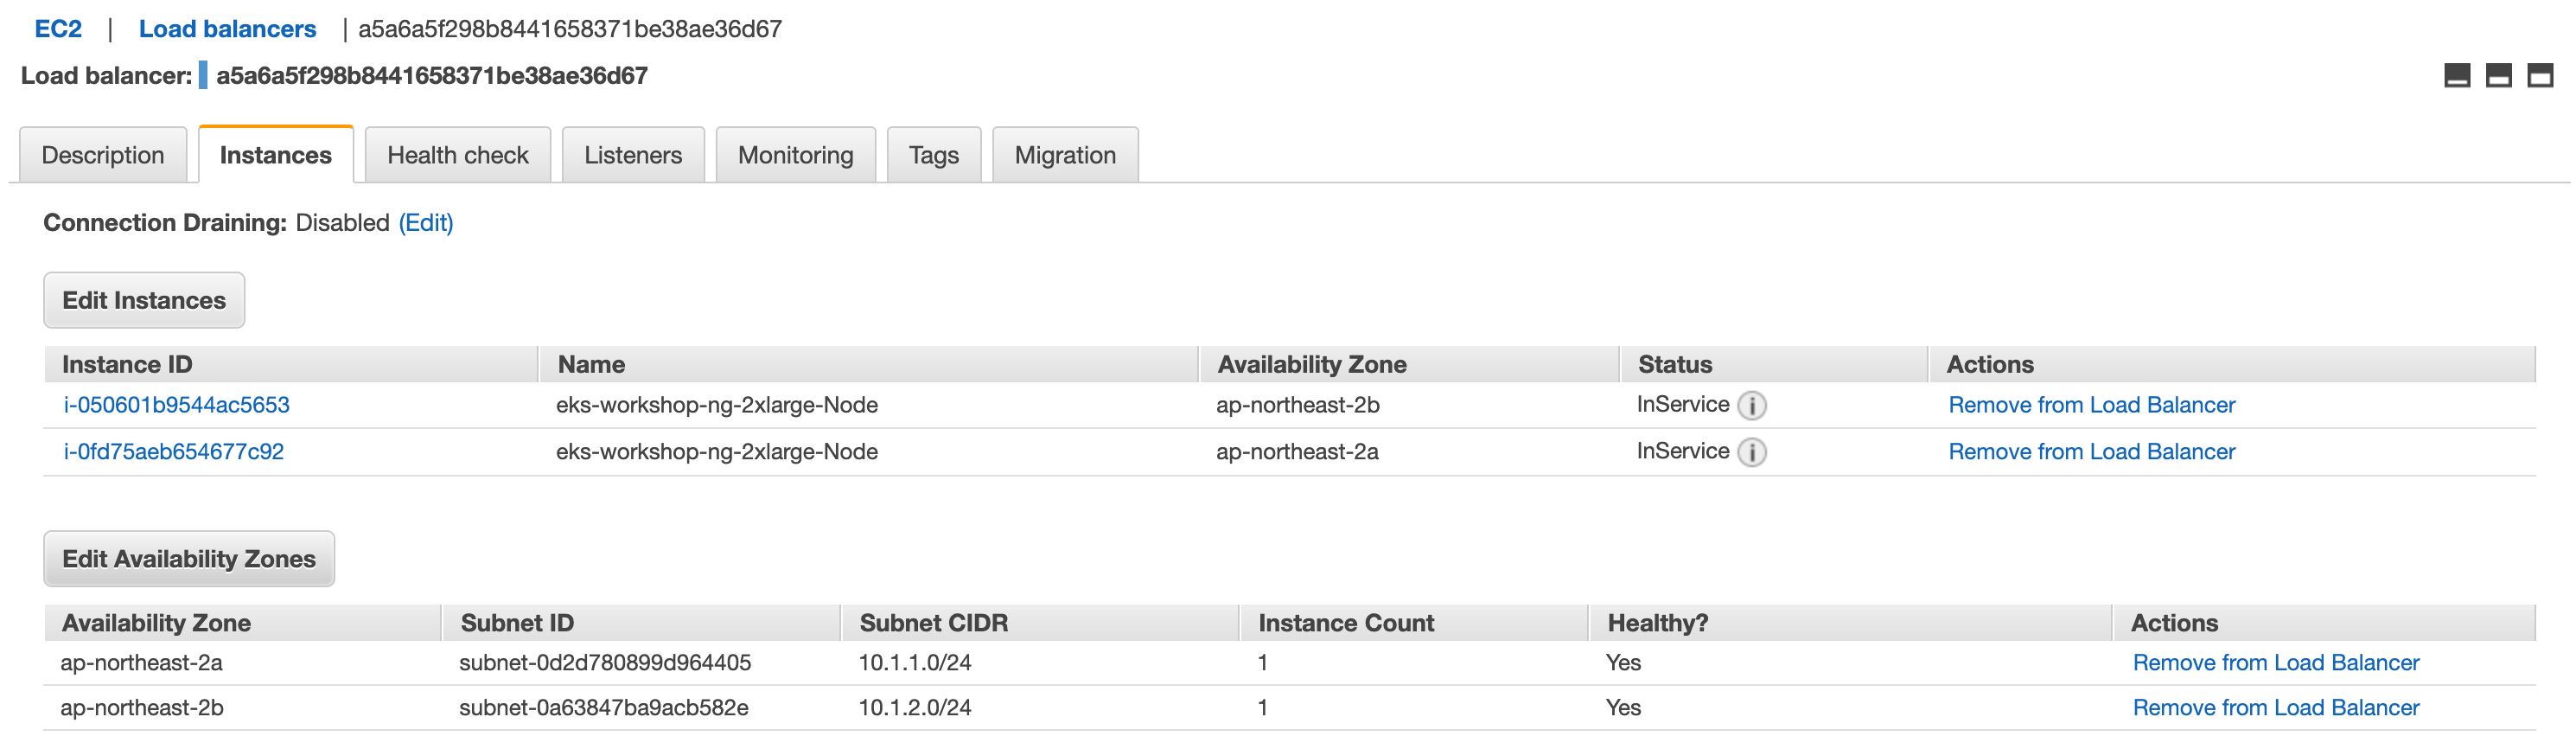 EC2 | Load balancers | a5a6a5f298b8441658371be38ae36d67
Load balancer: a5a6a5f298b8441658371be38ae36d67
Description Instances Health check Listeners Monitoring Tags Migration
Connection Draining: Disabled (Edit)
Edit Instances
Instance ID Name Availability Zone Status Actions
i-050601b9544ac5653 eks-workshop-ng-2xlarge-Node ap-northeast-2b InService i Remove from Load Balancer
i-0fd75aeb654677c92 eks-workshop-ng-2xlarge-Node ap-northeast-2a InService i Remove from Load Balancer
Edit Availability Zones
Availability Zone Subnet ID Subnet CIDR Instance Count Healthy? Actions
ap-northeast-2a subnet-0d2d780899d964405 10.1.1.0/24 1 Yes Remove from Load Balancer
ap-northeast-2b subnet-0a63847ba9acb582e 10.1.2.0/24 1 Yes Remove from Load Balancer